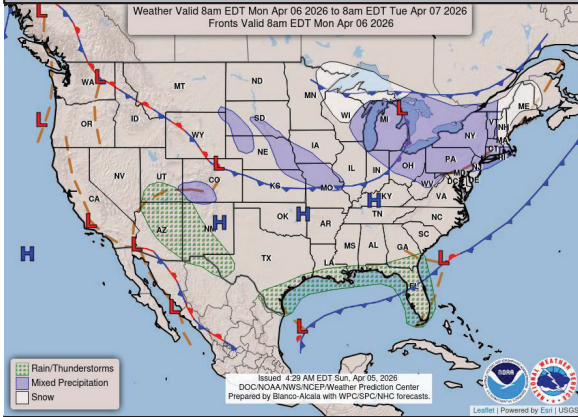 Weather Valid 8am EDT Mon Apr 06 2026 to 8am EDT Tue Apr 07 2026
Fronts Valid 8am EDT Mon Apr 06 2026
L
WA
L
MT
ND
MN
ME
L
OR
ID
WY
SD
WI
MI
L
VT
NH
NY
MA
CT
NE
IA
PA
NV
UT
L
CO
IL
IN
OH
MD
DE
DC
WV
CA
KS
MO
KY
VA
H
AZ
NM
H
OK
H
AR
TN
NC
L
L
SC
MS
AL
GA
H
TX
LA
L
FL
L
L
Rain/Thunderstorms
Mixed Precipitation
Snow
Issued 4:29 AM EDT Sun, Apr 05, 2026
DOC/NOAA/NWS/NCEP/Weather Prediction Center
Prepared by Blanco-Alcala with WPC/SPC/NHC forecasts.
NOAA
NATIONAL WEATHER SERVICE
Leaflet | Powered by Esri | USGS